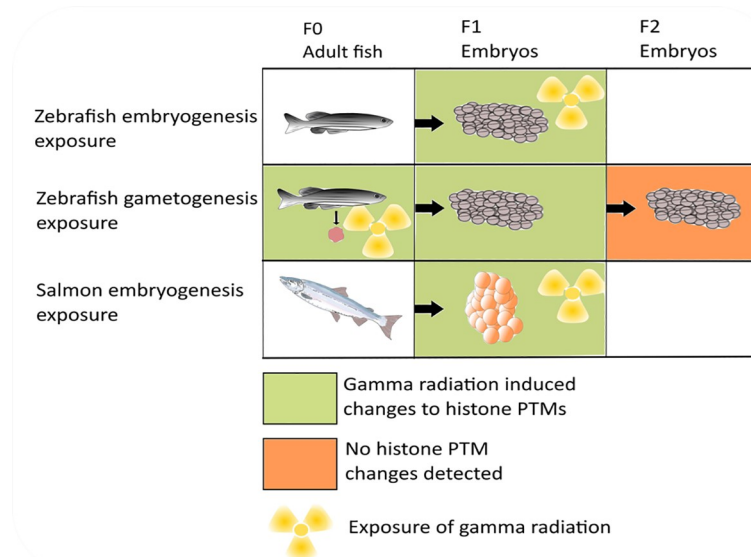 F0
Adult fish
F1
Embryos
F2
Embryos
Zebrafish embryogenesis
exposure
Zebrafish gametogenesis
exposure
Salmon embryogenesis
exposure
Gamma radiation induced
changes to histone PTMs
No histone PTM
changes detected
Exposure of gamma radiation